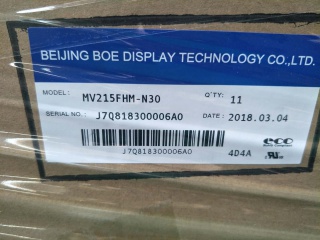 BEIJING BOE DISPLAY TECHNOLOGY CO.,LTD.
MODEL: MV215FHM-N30 Q'TY: 11
SERIAL NO.: J7Q818300006A0 DATE: 2018.03.04
J7Q818300006A0 4D4A
eco